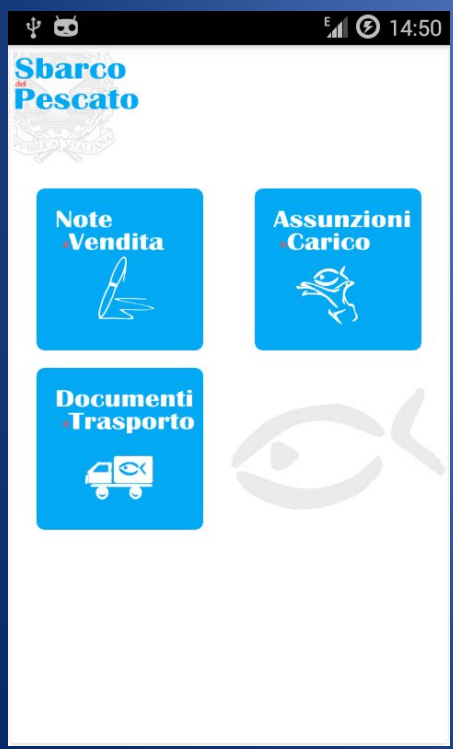 E
14:50
Sbarco
del
Pescato
Note
Vendita
Assunzioni
Carico
Documenti
Trasporto